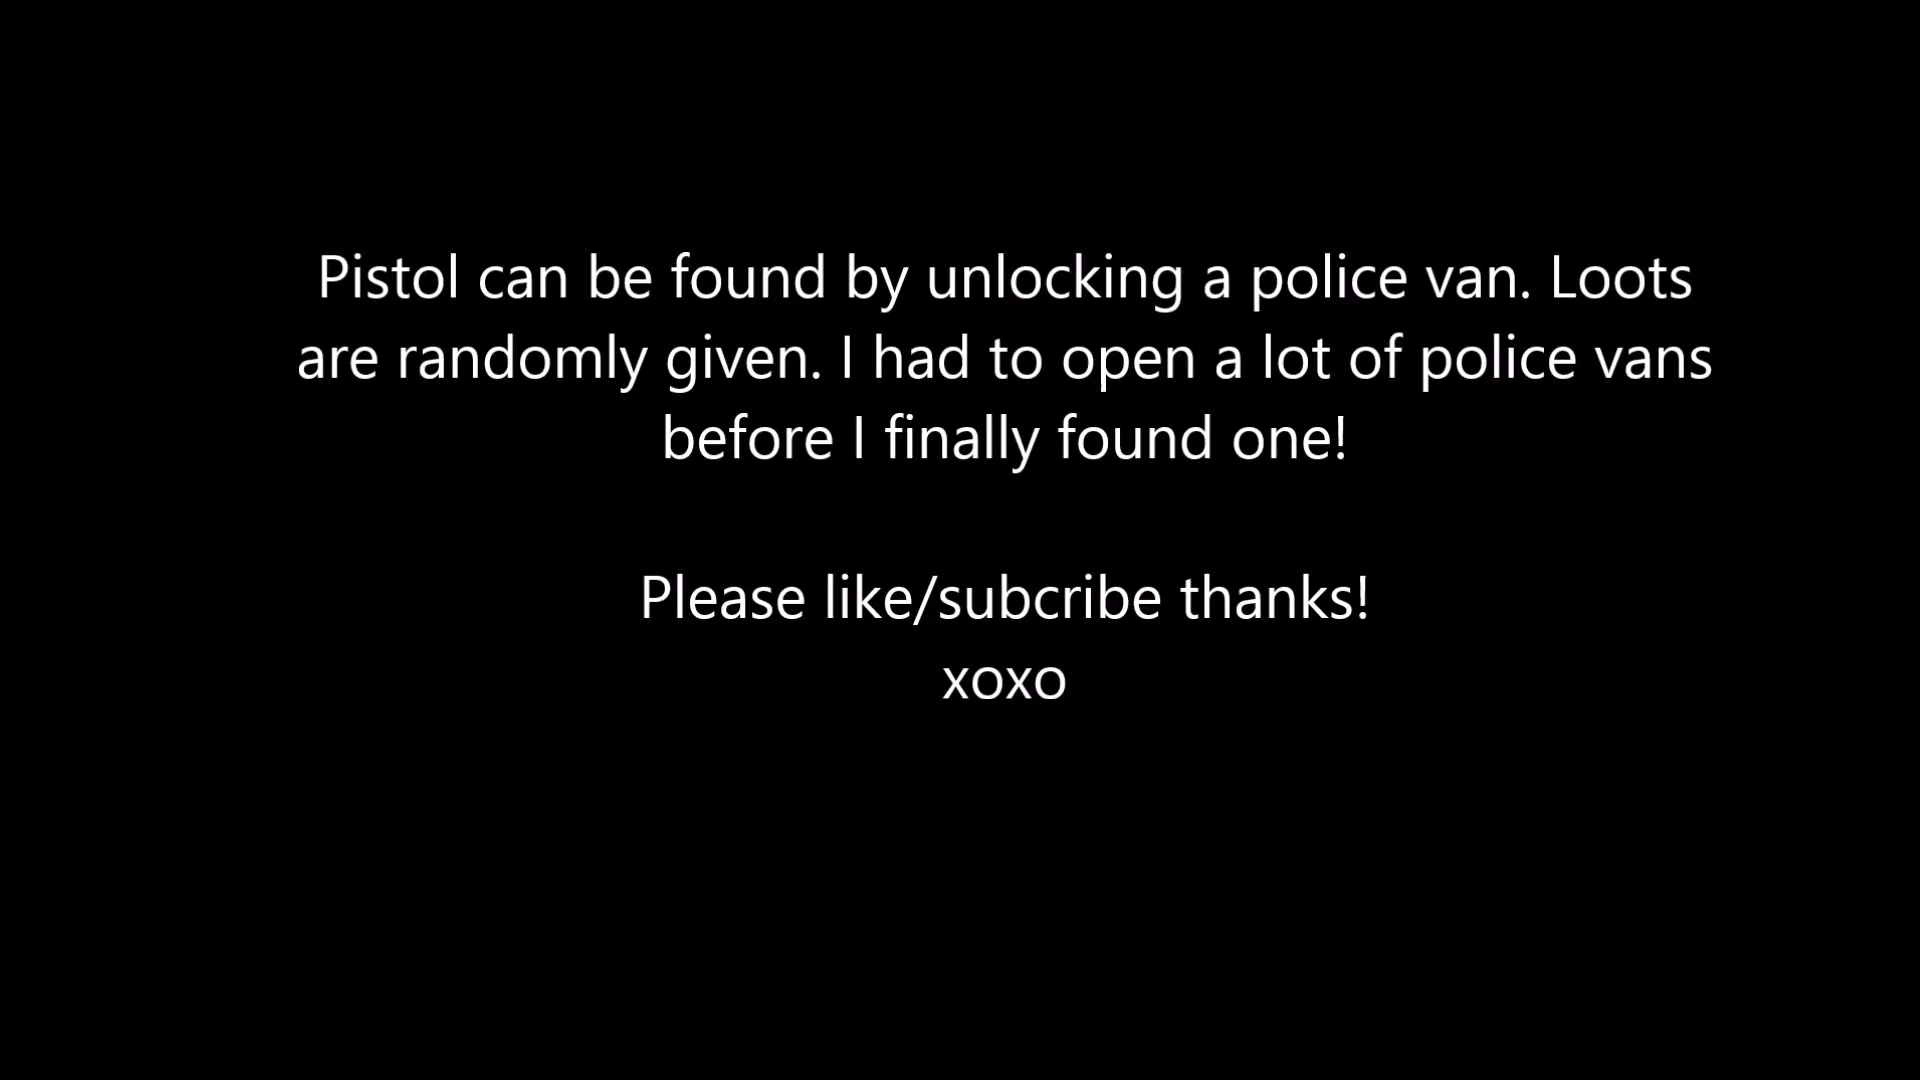 Pistol can be found by unlocking a police van. Loots
are randomly given. I had to open a lot of police vans
before I finally found one!
Please like/subcribe thanks!
xoxo